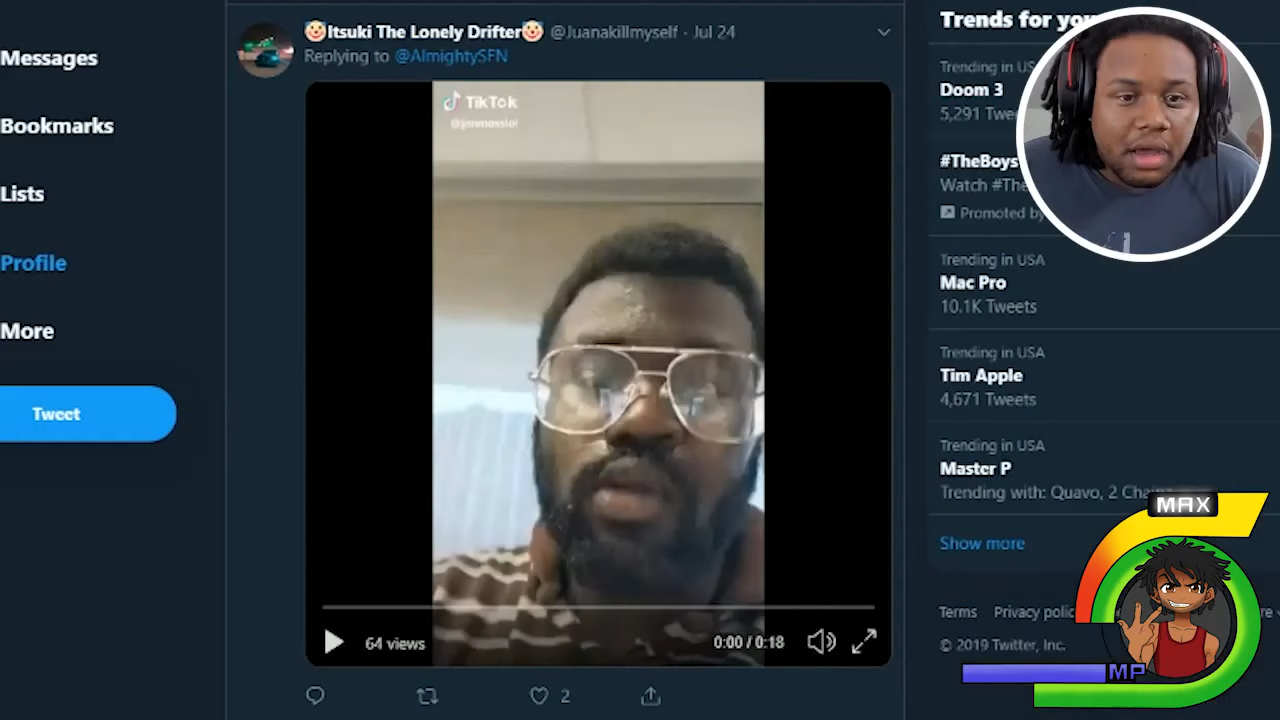 Messages
Bookmarks
Lists
Profile
More
Tweet
🤡Itsuki The Lonely Drifter🤡 @Juanakillmyself · Jul 24
Replying to @AlmightySFN
TikTok
64 views
0:00 / 0:18
2
Trends for you
Trending in USA
Doom 3
5,291 Twee
#TheBoys
Watch #The
Promoted by
Trending in USA
Mac Pro
10.1K Tweets
Trending in USA
Tim Apple
4,671 Tweets
Trending in USA
Master P
Trending with: Quavo, 2 Chainz
Show more
Terms Privacy polic
© 2019 Twitter, Inc.
MAX
MP